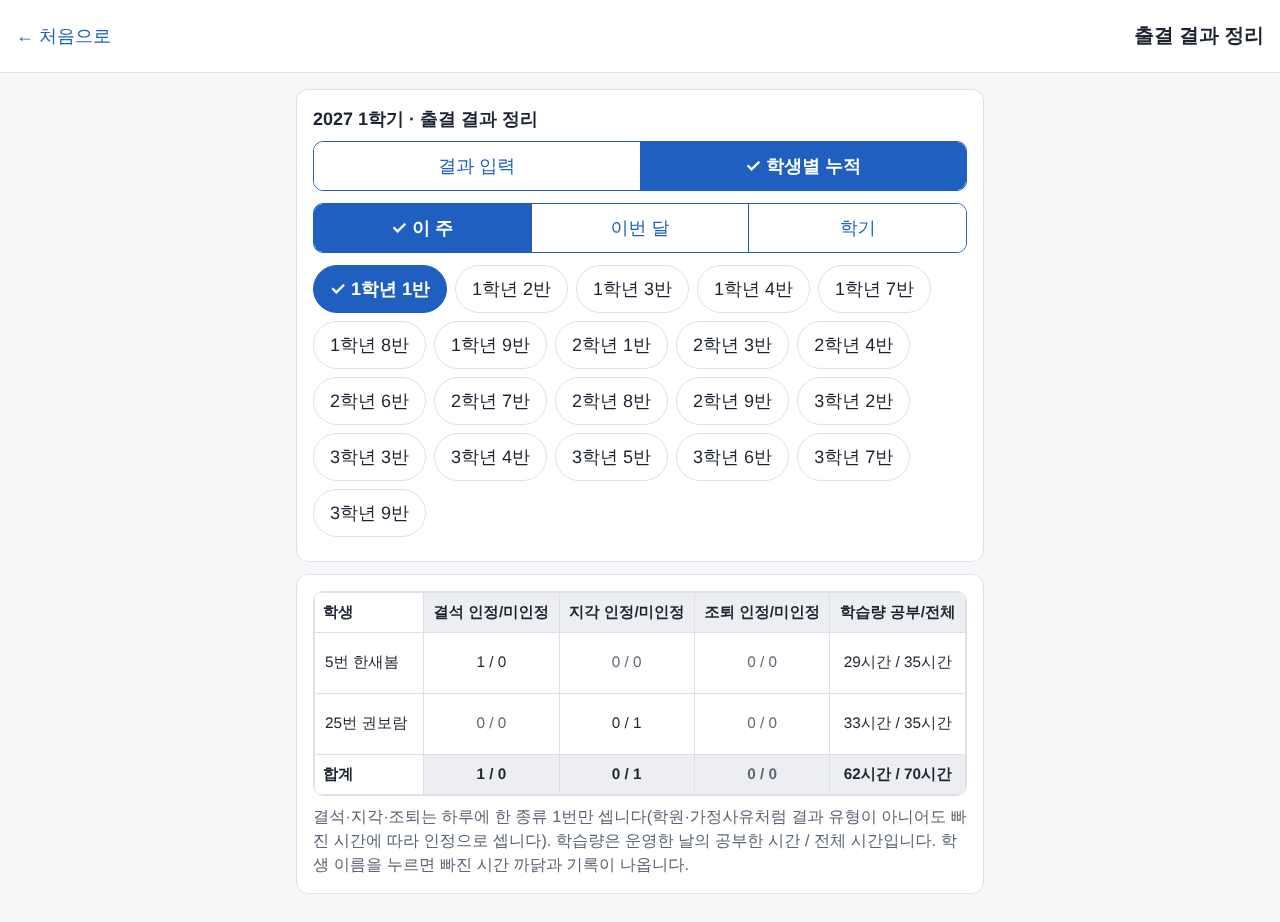 ← 처음으로
출결 결과 정리
2027 1학기 · 출결 결과 정리
결과 입력
✓ 학생별 누적
✓ 이 주
이번 달
학기
✓ 1학년 1반
1학년 2반
1학년 3반
1학년 4반
1학년 7반
1학년 8반
1학년 9반
2학년 1반
2학년 3반
2학년 4반
2학년 6반
2학년 7반
2학년 8반
2학년 9반
3학년 2반
3학년 3반
3학년 4반
3학년 5반
3학년 6반
3학년 7반
3학년 9반
학생 결석 인정/미인정 지각 인정/미인정 조퇴 인정/미인정 학습량 공부/전체
5번 한새봄 1 / 0 0 / 0 0 / 0 29시간 / 35시간
25번 권보람 0 / 0 0 / 1 0 / 0 33시간 / 35시간
합계 1 / 0 0 / 1 0 / 0 62시간 / 70시간
결석·지각·조퇴는 하루에 한 종류 1번만 셉니다(학원·가정사유처럼 결과 유형이 아니어도 빠
진 시간에 따라 인정으로 셉니다). 학습량은 운영한 날의 공부한 시간 / 전체 시간입니다. 학
생 이름을 누르면 빠진 시간 까닭과 기록이 나옵니다.